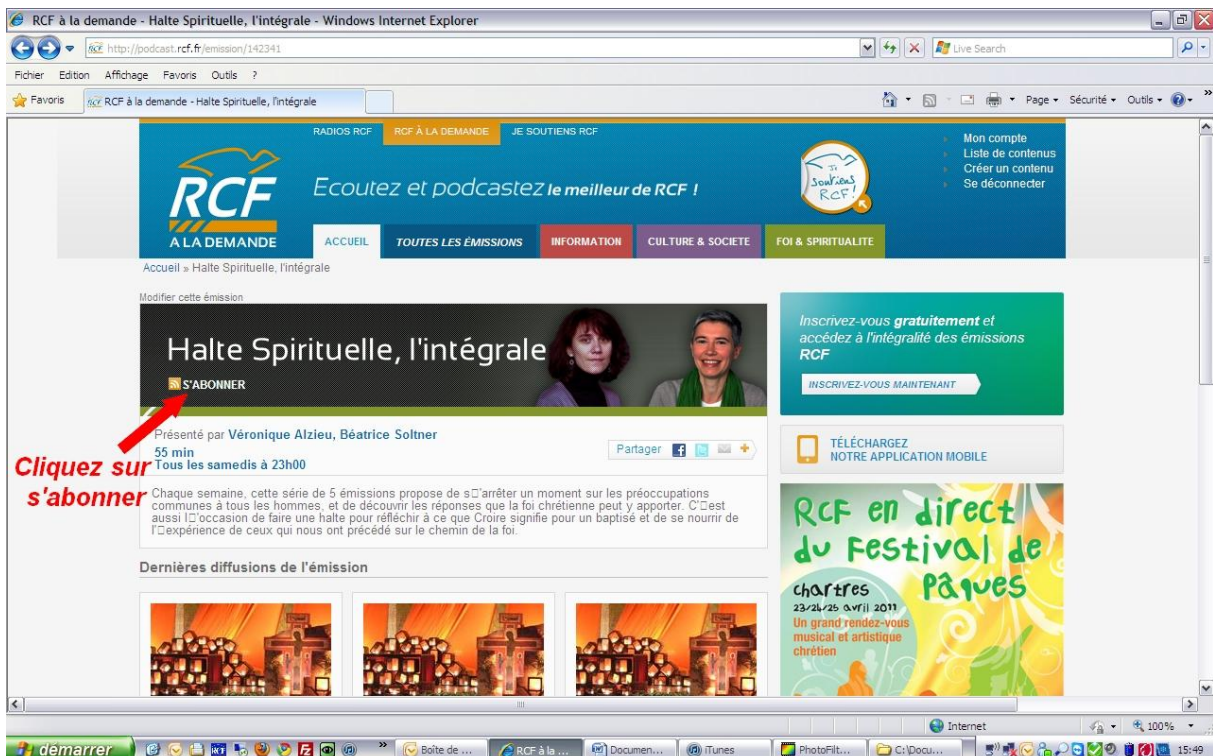 RCF à la demande - Halte Spirituelle, l'intégrale - Windows Internet Explorer
http://podcast.rcf.fr/emission/142341
Live Search
Fichier Edition Affichage Favoris Outils ?
Favoris
RCF à la demande - Halte Spirituelle, l'intégrale
Page
Sécurité
Outils
RADIOS RCF
RCF À LA DEMANDE
JE SOUTIENS RCF
Mon compte
Liste de contenus
Créer un contenu
Se déconnecter
RCF
A LA DEMANDE
Ecoutez et podcastez le meilleur de RCF !
Je
Soutiens
RCF!
ACCUEIL
TOUTES LES ÉMISSIONS
INFORMATION
CULTURE & SOCIETE
FOI & SPIRITUALITE
Accueil » Halte Spirituelle, l'intégrale
Modifier cette émission
Halte Spirituelle, l'intégrale
S'ABONNER
Présenté par Véronique Alzieu, Béatrice Soltner
55 min
Tous les samedis à 23h00
Partager
Cliquez sur
s'abonner
Chaque semaine, cette série de 5 émissions propose de s□'arrêter un moment sur les préoccupations
communes à tous les hommes, et de découvrir les réponses que la foi chrétienne peut y apporter. C'□est
aussi l□'occasion de faire une halte pour réfléchir à ce que Croire signifie pour un baptisé et de se nourrir de
l'□expérience de ceux qui nous ont précédé sur le chemin de la foi.
Dernières diffusions de l'émission
Inscrivez-vous gratuitement et
accédez à l'intégralité des émissions
RCF
INSCRIVEZ-VOUS MAINTENANT
TÉLÉCHARGEZ
NOTRE APPLICATION MOBILE
RCF en direct
du Festival de
Pâques
chartres
23/24/25 avril 2011
Un grand rendez-vous
musical et artistique
chrétien
Internet
100%
démarrer
Boîte de ...
RCF à la ...
Documen...
iTunes
PhotoFilt...
C:\Docu...
15:49